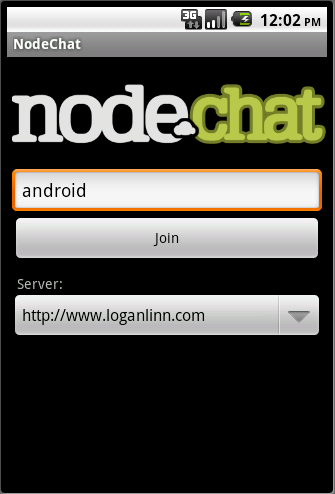 3G 12:02 PM
NodeChat
nodechat
android
Join
Server:
http://www.loganlinn.com